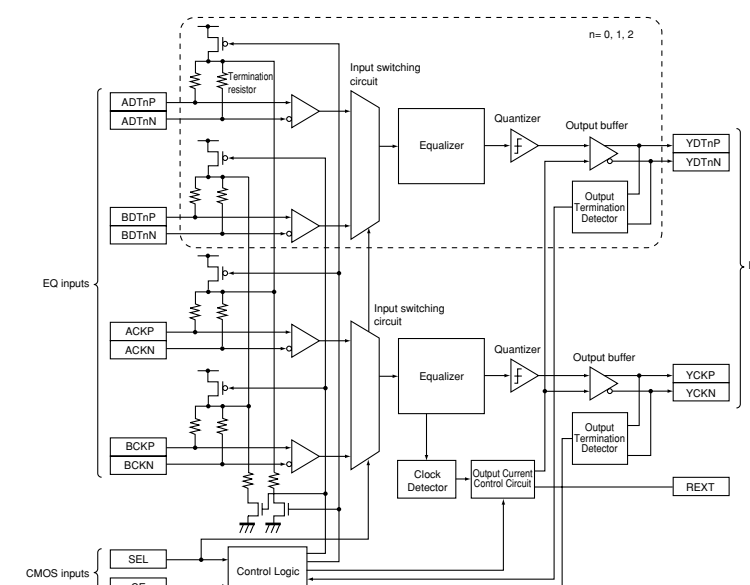 n= 0, 1, 2
Termination
resistor
Input switching
circuit
ADTnP
ADTnN
Equalizer
Quantizer
Output buffer
YDTnP
YDTnN
Output
Termination
Detector
BDTnP
BDTnN
EQ inputs
Input switching
circuit
ACKP
ACKN
Equalizer
Quantizer
Output buffer
YCKP
YCKN
Output
Termination
Detector
BCKP
BCKN
Clock
Detector
Output Current
Control Circuit
REXT
SEL
CMOS inputs
Control Logic